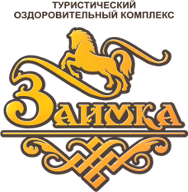 ТУРИСТИЧЕСКИЙ
ОЗДОРОВИТЕЛЬНЫЙ КОМПЛЕКС
ЗАИМКА